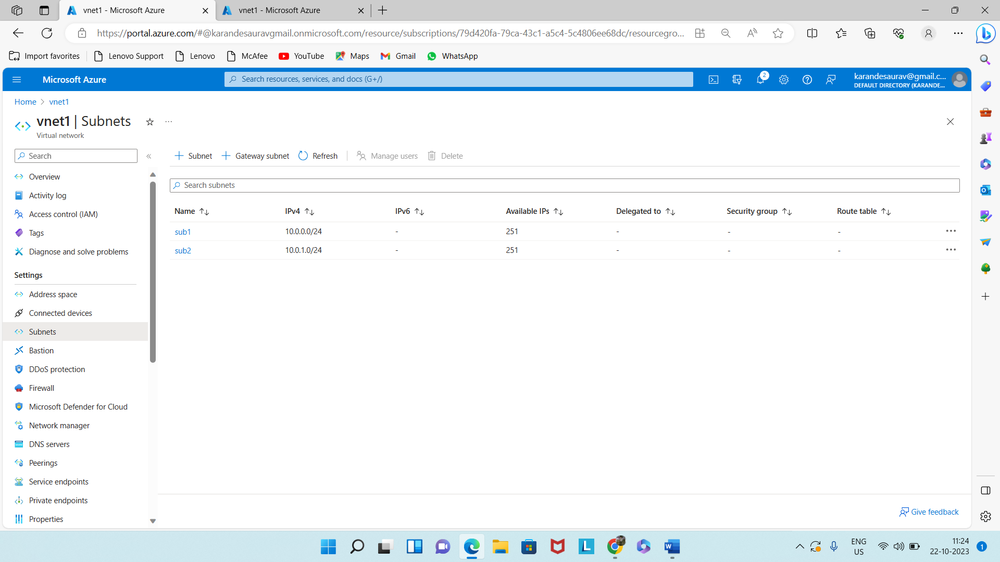 vnet1 - Microsoft Azure
vnet1 - Microsoft Azure
https://portal.azure.com/#@karandesauravgmail.onmicrosoft.com/resource/subscriptions/79d420fa-79ca-43c1-a5c4-5c4806ee68dc/resourcegro...
Import favorites
Lenovo Support
Lenovo
McAfee
YouTube
Maps
Gmail
WhatsApp
Microsoft Azure
Search resources, services, and docs (G+/)
2
karandesaurav@gmail.c...
DEFAULT DIRECTORY (KARANDE...
Home > vnet1
vnet1 | Subnets
Virtual network
Search
Overview
Activity log
Access control (IAM)
Tags
Diagnose and solve problems
Settings
Address space
Connected devices
Subnets
Bastion
DDoS protection
Firewall
Microsoft Defender for Cloud
Network manager
DNS servers
Peerings
Service endpoints
Private endpoints
Properties
+ Subnet + Gateway subnet Refresh Manage users Delete
Search subnets
Name IPv4 IPv6 Available IPs Delegated to Security group Route table
sub1 10.0.0.0/24 - 251 - - -
sub2 10.0.1.0/24 - 251 - - -
Give feedback
ENG
US
11:24
22-10-2023
1